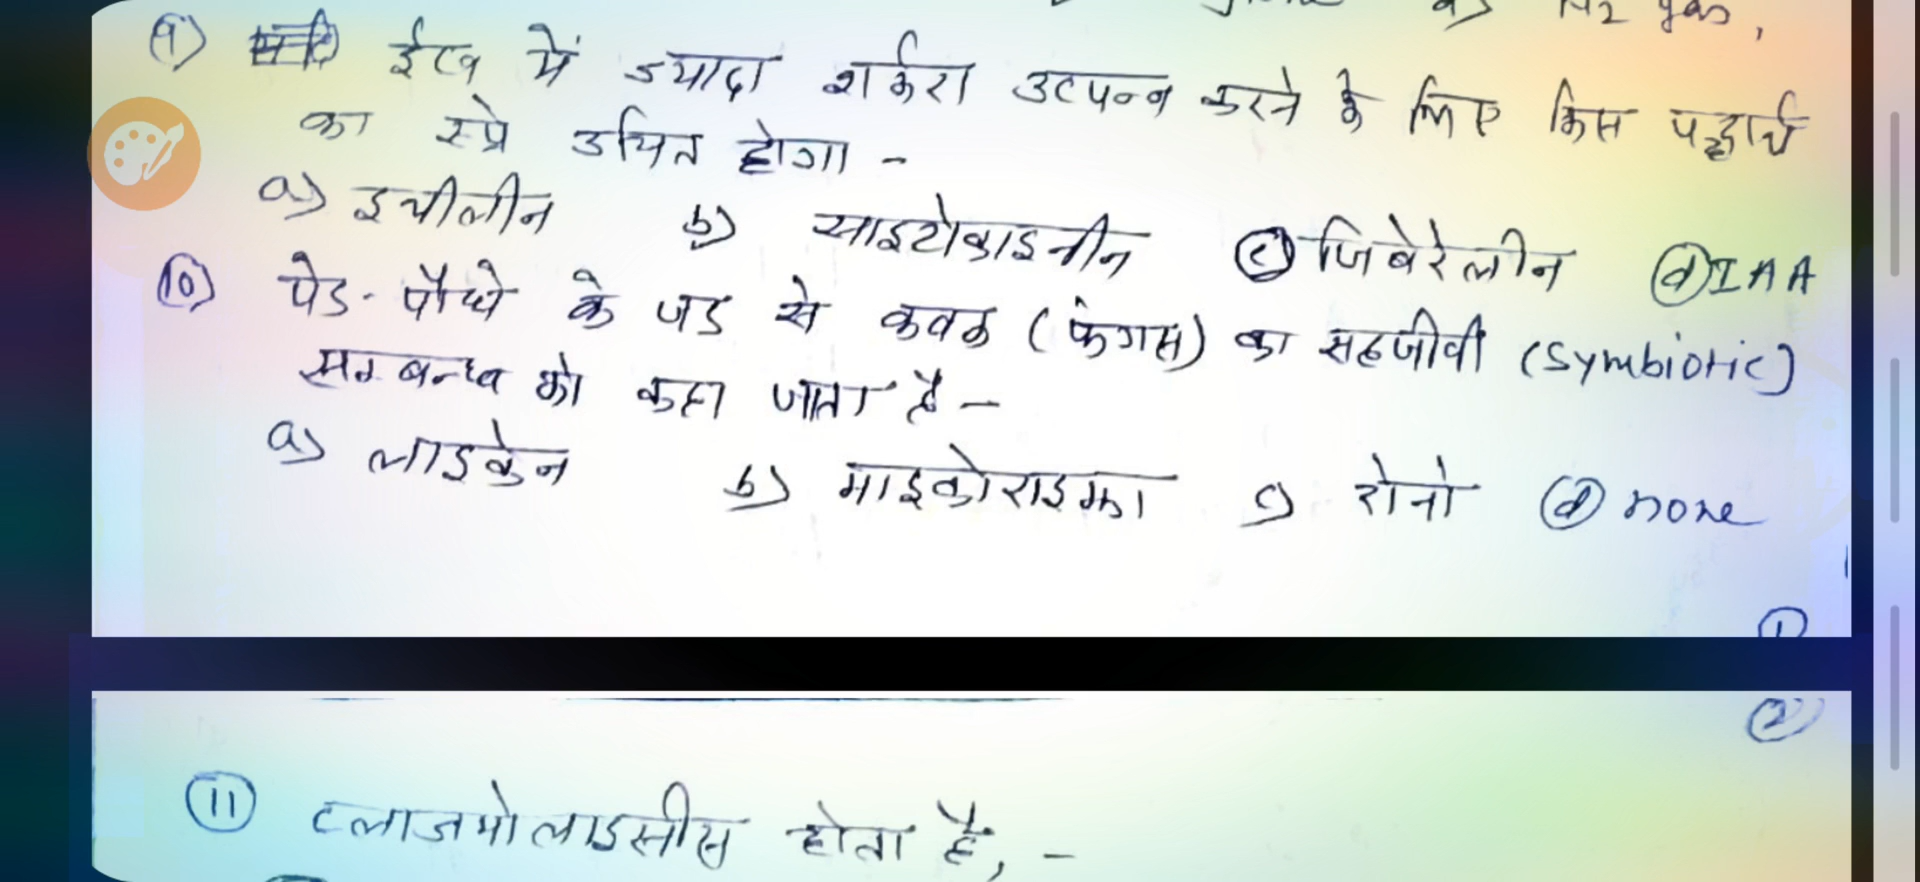 a) N2 gas,
9) ईख में ज्यादा शर्करा उत्पन्न करने के लिए किस पदार्थ
का स्प्रे उचित होगा -
a) इथीलीन b) साइटोकाइनीन c) जिबेरेलीन d) IAA
10) पेड-पौधे के जड से कवक (फंगस) का सहजीवी (Symbiotic)
सम्बन्ध को कहा जाता है -
a) लाइकेन b) माइकोराइझा c) दोनो d) none
1
2
11) प्लाजमोलाइसीस होता है, -